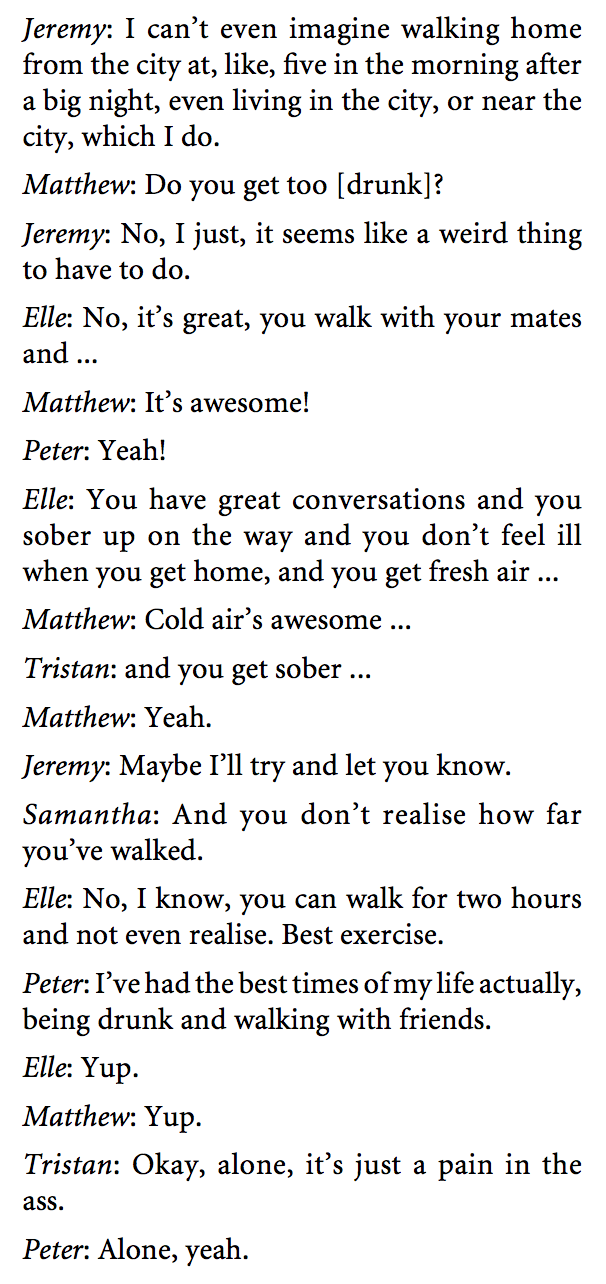 Jeremy: I can’t even imagine walking home
from the city at, like, five in the morning after
a big night, even living in the city, or near the
city, which I do.
Matthew: Do you get too [drunk]?
Jeremy: No, I just, it seems like a weird thing
to have to do.
Elle: No, it’s great, you walk with your mates
and ...
Matthew: It’s awesome!
Peter: Yeah!
Elle: You have great conversations and you
sober up on the way and you don’t feel ill
when you get home, and you get fresh air ...
Matthew: Cold air’s awesome ...
Tristan: and you get sober ...
Matthew: Yeah.
Jeremy: Maybe I’ll try and let you know.
Samantha: And you don’t realise how far
you’ve walked.
Elle: No, I know, you can walk for two hours
and not even realise. Best exercise.
Peter: I’ve had the best times of my life actually,
being drunk and walking with friends.
Elle: Yup.
Matthew: Yup.
Tristan: Okay, alone, it’s just a pain in the
ass.
Peter: Alone, yeah.